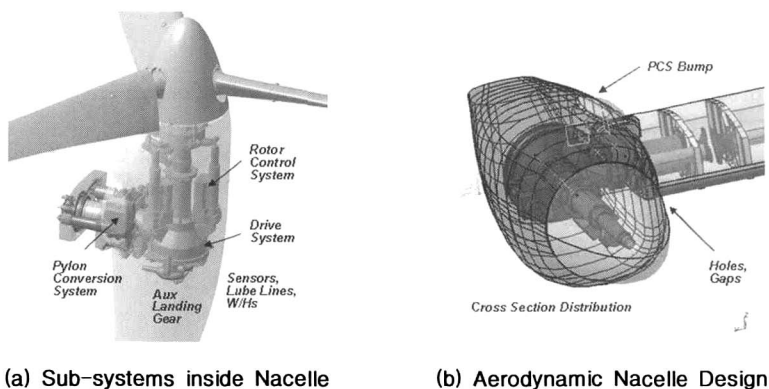 Rotor
Control
System
Drive
System
Pylon
Conversion
System
Aux
Landing
Gear
Sensors,
Lube Lines,
W/Hs
(a) Sub-systems inside Nacelle
PCS Bump
Holes,
Gaps
Cross Section Distribution
(b) Aerodynamic Nacelle Design